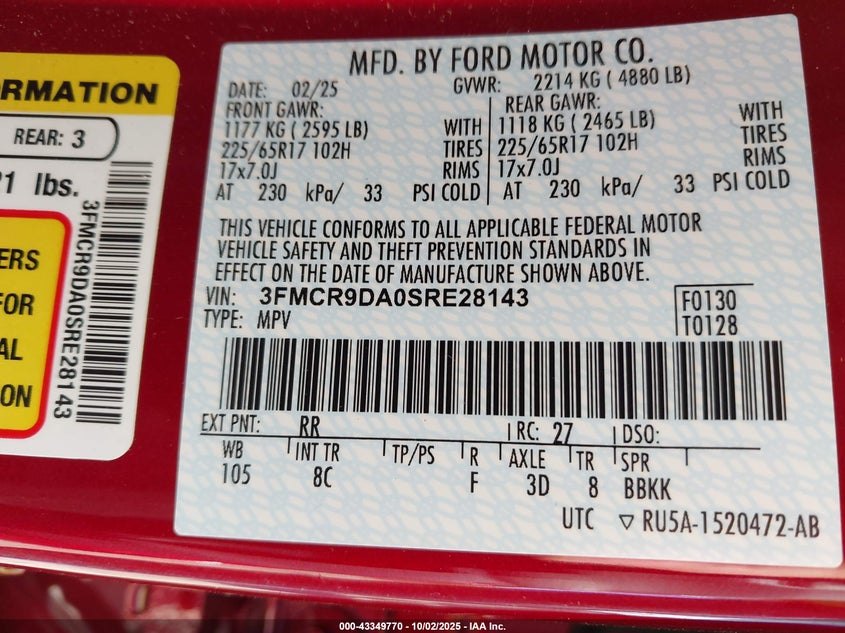 RMATION
REAR: 3
21 lbs.
ERS
FOR
AL
ON
3FMCR9DA0SRE28143
MFD. BY FORD MOTOR CO.
DATE: 02/25 GVWR: 2214 KG ( 4880 LB)
FRONT GAWR: REAR GAWR:
1177 KG ( 2595 LB) WITH 1118 KG ( 2465 LB) WITH
225/65R17 102H TIRES 225/65R17 102H TIRES
17x7.0J RIMS 17x7.0J RIMS
AT 230 kPa/ 33 PSI COLD AT 230 kPa/ 33 PSI COLD
THIS VEHICLE CONFORMS TO ALL APPLICABLE FEDERAL MOTOR
VEHICLE SAFETY AND THEFT PREVENTION STANDARDS IN
EFFECT ON THE DATE OF MANUFACTURE SHOWN ABOVE.
VIN: 3FMCR9DA0SRE28143 F0130
TYPE: MPV T0128
EXT PNT: RR RC: 27 DSO:
WB INT TR TP/PS R AXLE TR SPR
105 8C F 3D 8 BBKK
UTC ▽ RU5A-1520472-AB
000-43349770 - 10/02/2025 - IAA Inc.